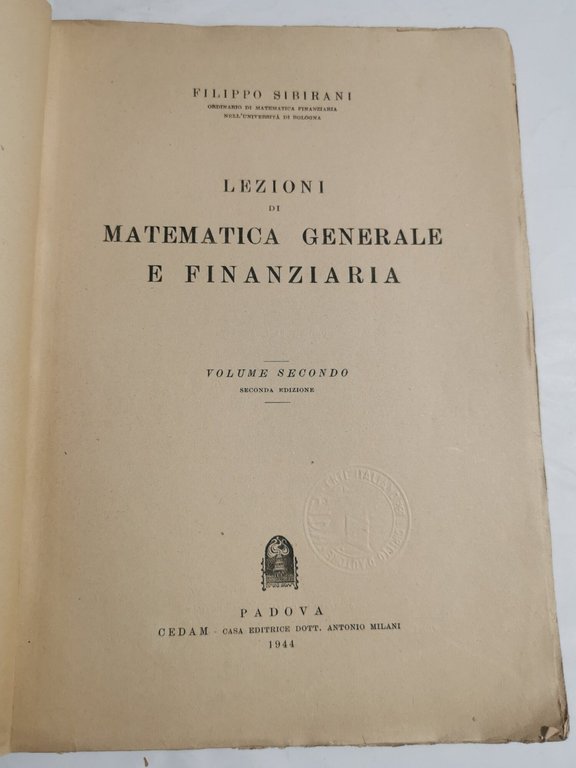 FILIPPO SIBIRANI
ORDINARIO DI MATEMATICA FINANZIARIA
NELL'UNIVERSITÀ DI BOLOGNA
LEZIONI
DI
MATEMATICA GENERALE
E FINANZIARIA
VOLUME SECONDO
SECONDA EDIZIONE
PADOVA
CEDAM - CASA EDITRICE DOTT. ANTONIO MILANI
1944